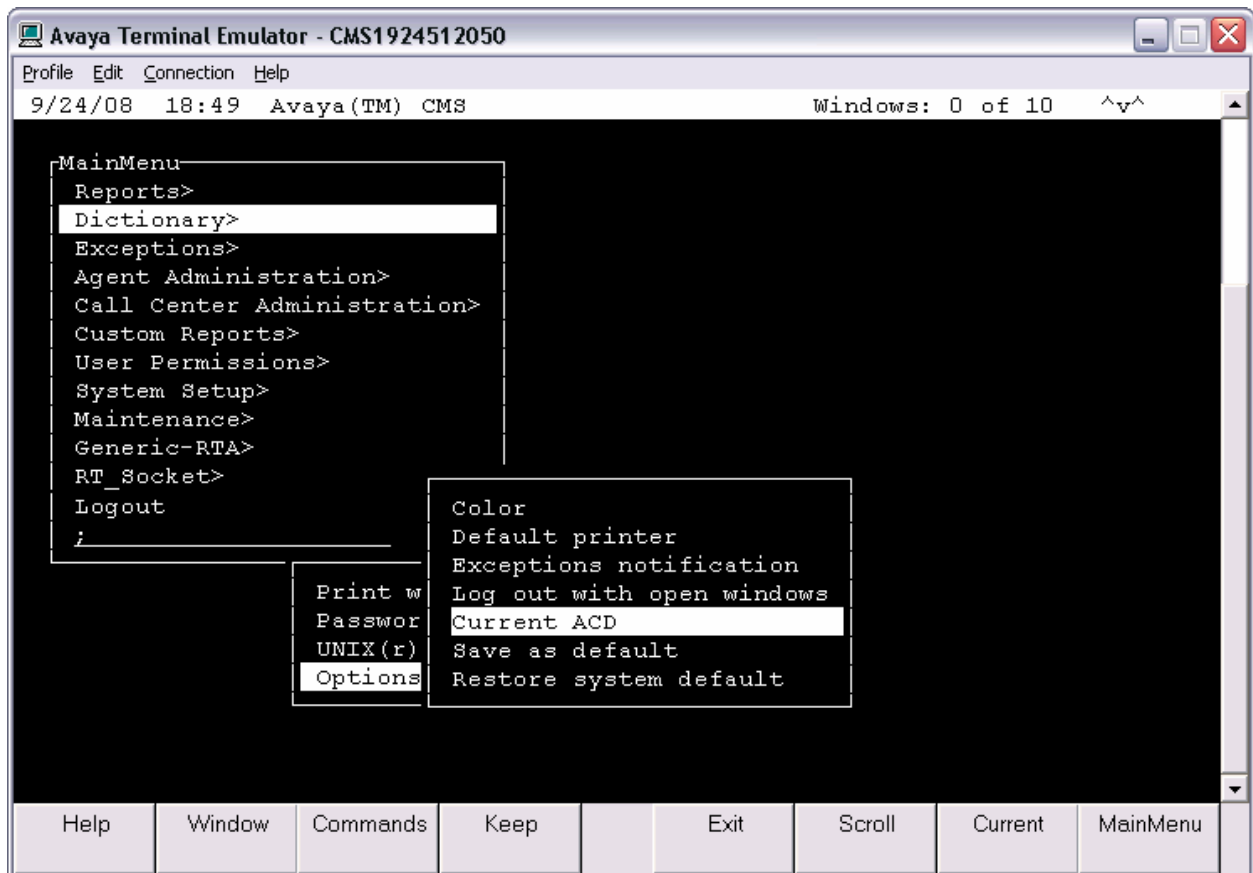 Avaya Terminal Emulator - CMS1924512050
Profile Edit Connection Help
9/24/08 18:49 Avaya(TM) CMS Windows: 0 of 10 ^v^
MainMenu
Reports>
Dictionary>
Exceptions>
Agent Administration>
Call Center Administration>
Custom Reports>
User Permissions>
System Setup>
Maintenance>
Generic-RTA>
RT_Socket>
Logout
;
Print w
Passwor
UNIX(r)
Options
Color
Default printer
Exceptions notification
Log out with open windows
Current ACD
Save as default
Restore system default
Help Window Commands Keep Exit Scroll Current MainMenu